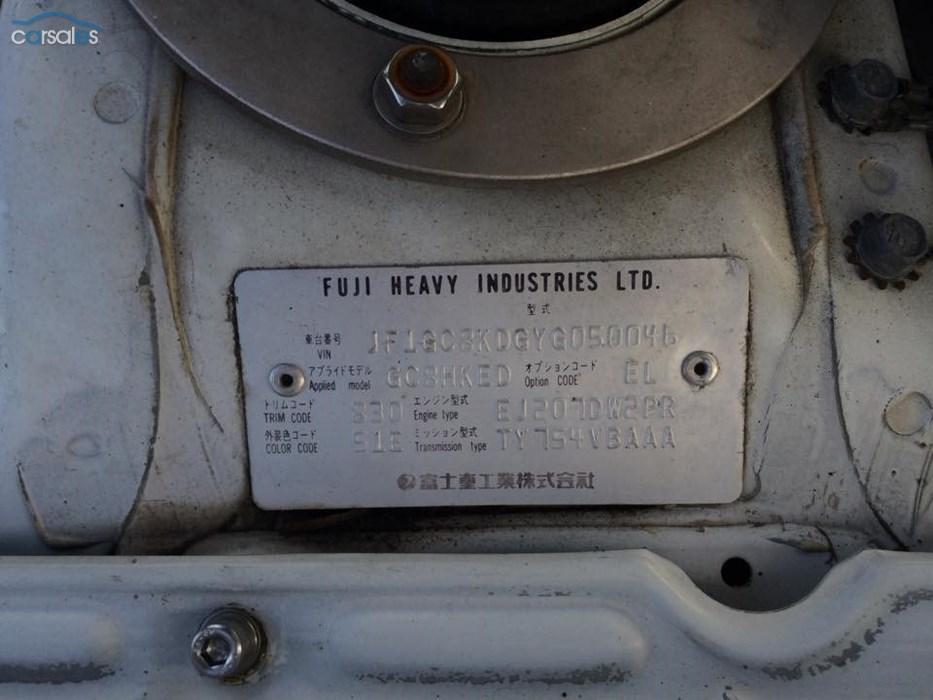 carsales
FUJI HEAVY INDUSTRIES LTD.
型式
車台番号
VIN JF1GC8KDGYG050046
アプライドモデル オプションコード
Applied model GC8HKED Option CODE EL
トリムコード エンジン型式
TRIM CODE S30 Engine type EJ207DW2PR
外装色コード ミッション型式
COLOR CODE 51E Transmission type TY754VBAAA
富士重工業株式会社